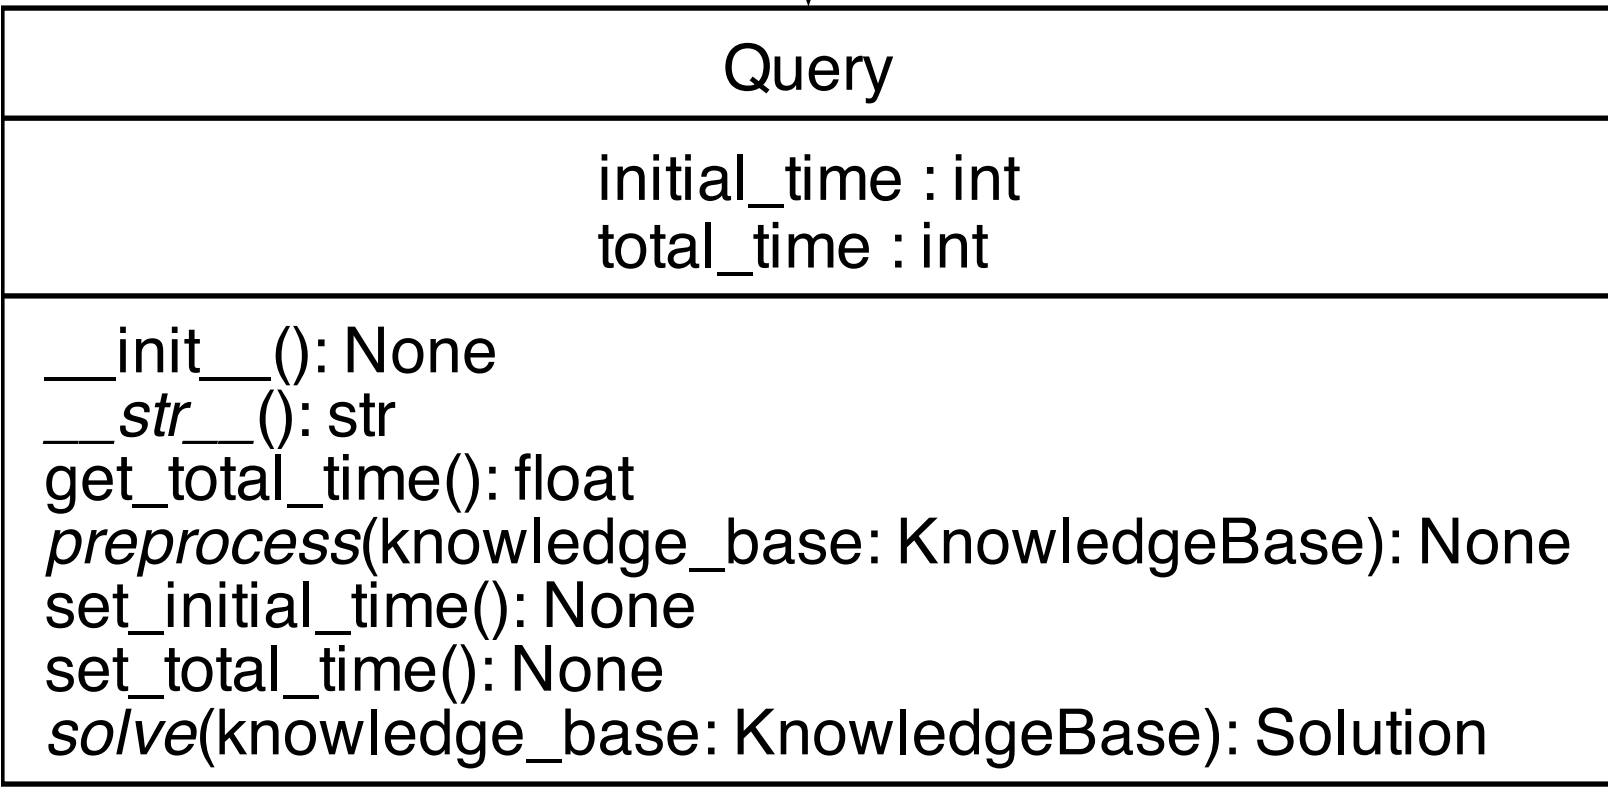 Query
initial_time : int
total_time : int
__init__(): None
__str__(): str
get_total_time(): float
preprocess(knowledge_base: KnowledgeBase): None
set_initial_time(): None
set_total_time(): None
solve(knowledge_base: KnowledgeBase): Solution